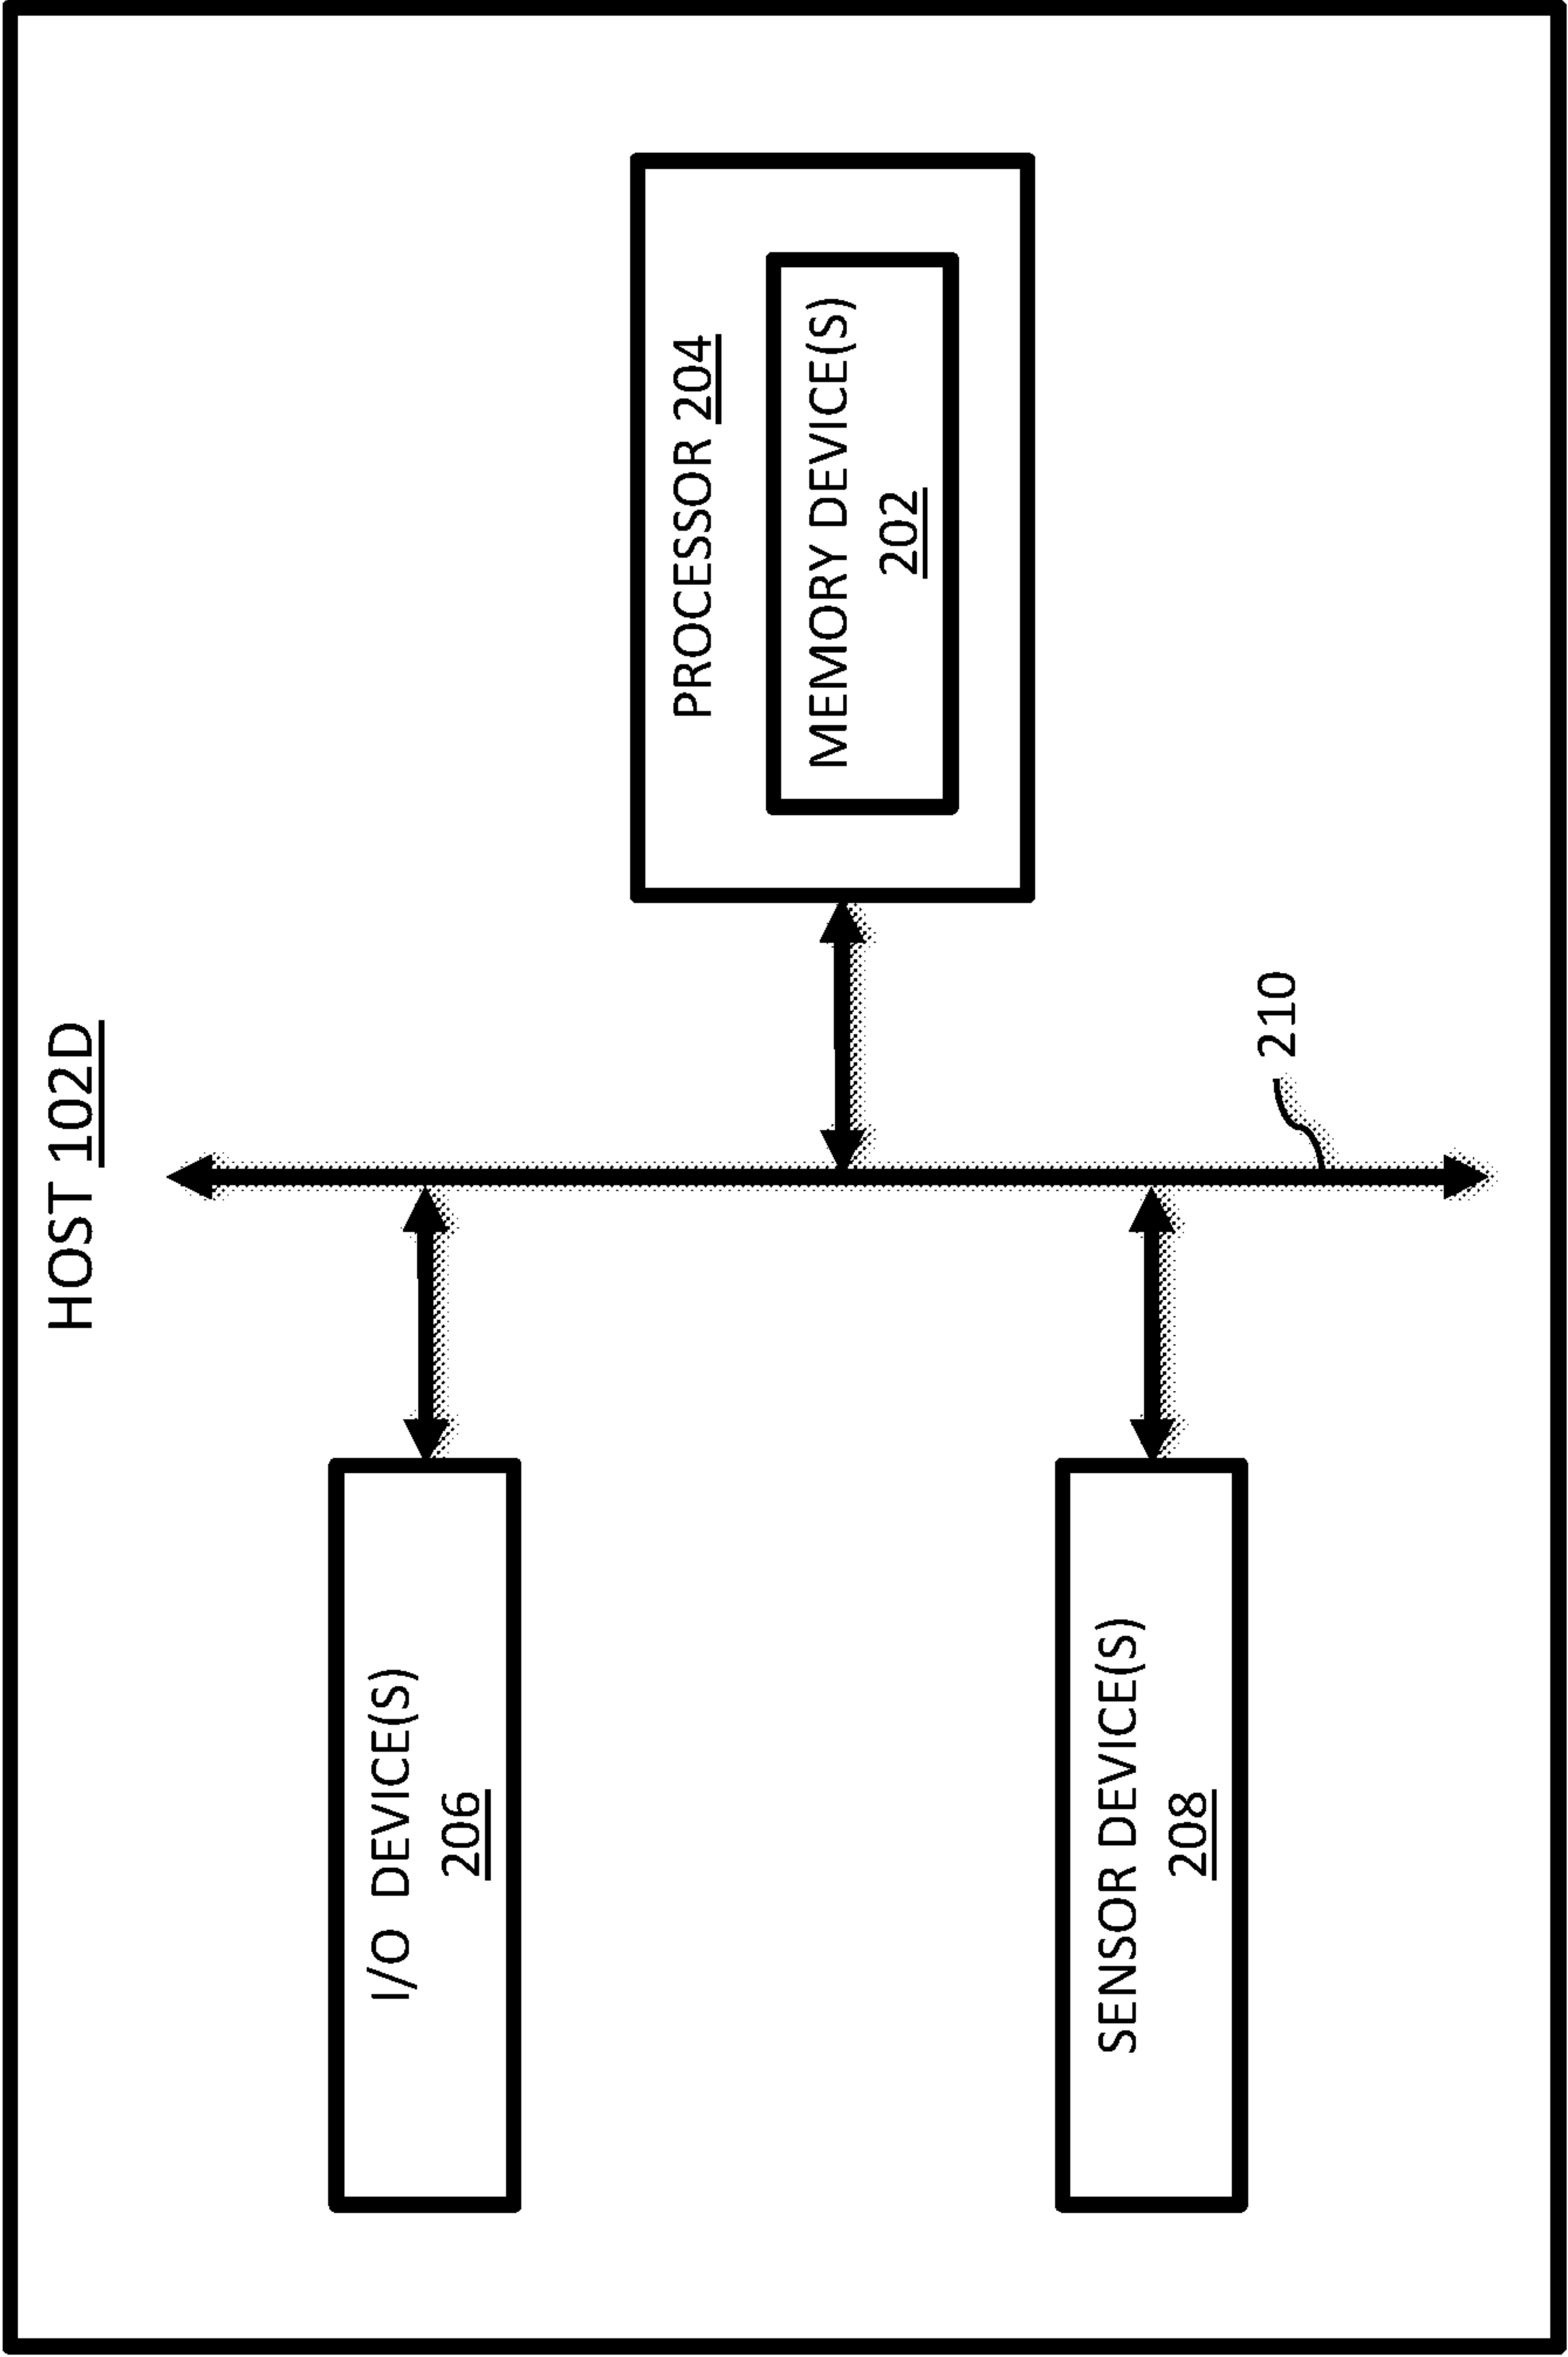 HOST 102D
I/O DEVICE(S)
206
PROCESSOR 204
MEMORY DEVICE(S)
202
SENSOR DEVICE(S)
208
210